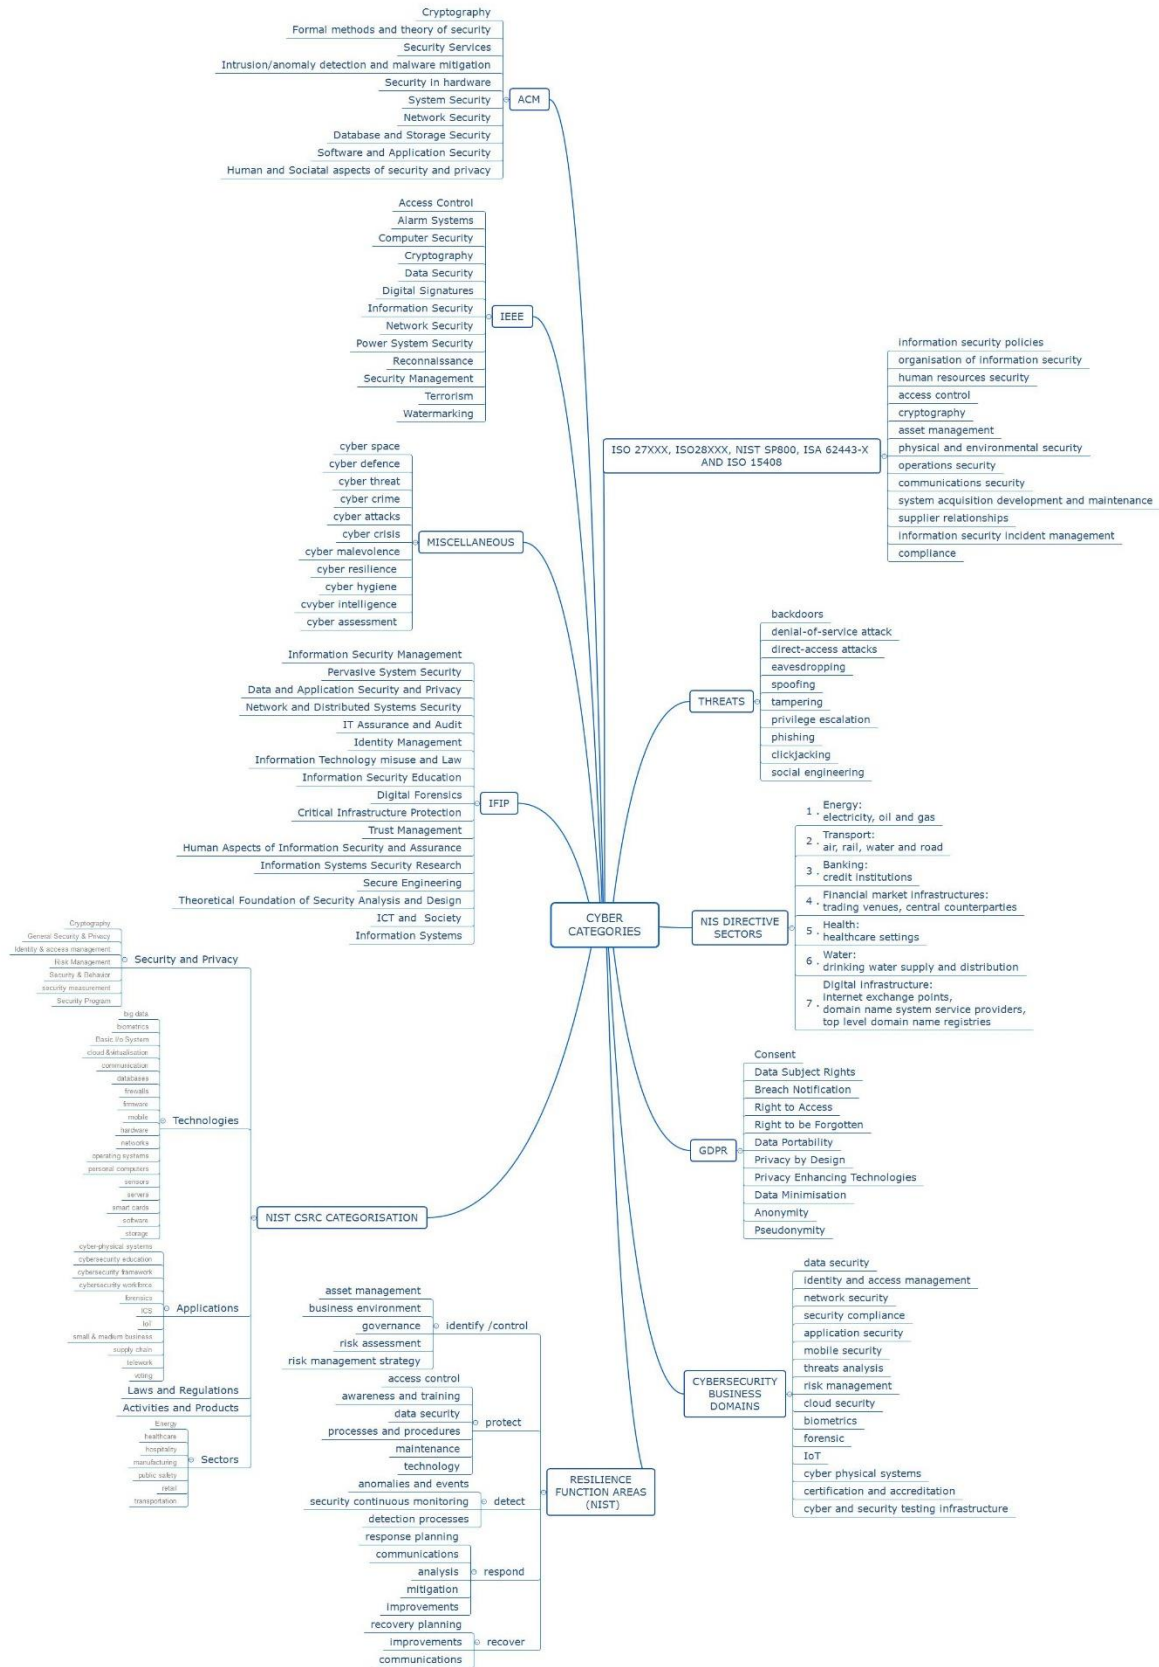 Cryptography
Formal methods and theory of security
Security Services
Intrusion/anomaly detection and malware mitigation
Security in hardware
System Security
Network Security
Database and Storage Security
Software and Application Security
Human and Sociatal aspects of security and privacy
ACM
Access Control
Alarm Systems
Computer Security
Cryptography
Data Security
Digital Signatures
Information Security
Network Security
Power System Security
Reconnaissance
Security Management
Terrorism
Watermarking
IEEE
cyber space
cyber defence
cyber threat
cyber crime
cyber attacks
cyber crisis
cyber malevolence
cyber resilience
cyber hygiene
cvyber intelligence
cyber assessment
MISCELLANEOUS
Information Security Management
Pervasive System Security
Data and Application Security and Privacy
Network and Distributed Systems Security
IT Assurance and Audit
Identity Management
Information Technology misuse and Law
Information Security Education
Digital Forensics
Critical Infrastructure Protection
Trust Management
Human Aspects of Information Security and Assurance
Information Systems Security Research
Secure Engineering
Theoretical Foundation of Security Analysis and Design
ICT and Society
Information Systems
IFIP
Cryptography
General Security & Privacy
Identity & access management
Risk Management
Security & Behavior
security measurement
Security Program
Security and Privacy
big data
biometrics
Basic I/o System
cloud &virtualisation
communication
databases
firewalls
firmware
mobile
hardware
networks
operating systems
personal computers
sensors
servers
smart cards
software
storage
Technologies
cyber-physical systems
cybersecurity education
cybersecurity framework
cybersecurity workforce
forensics
ICS
IoT
small & medium business
supply chain
telework
voting
Applications
Laws and Regulations
Activities and Products
Energy
healthcare
hospitality
manufacturing
public safety
retail
transportation
Sectors
NIST CSRC CATEGORISATION
asset management
business environment
governance
risk assessment
risk management strategy
identify /control
access control
awareness and training
data security
processes and procedures
maintenance
technology
protect
anomalies and events
security continuous monitoring
detection processes
detect
response planning
communications
analysis
mitigation
improvements
respond
recovery planning
improvements
communications
recover
RESILIENCE
FUNCTION AREAS
(NIST)
CYBER
CATEGORIES
ISO 27XXX, ISO28XXX, NIST SP800, ISA 62443-X
AND ISO 15408
information security policies
organisation of information security
human resources security
access control
cryptography
asset management
physical and environmental security
operations security
communications security
system acquisition development and maintenance
supplier relationships
information security incident management
compliance
THREATS
backdoors
denial-of-service attack
direct-access attacks
eavesdropping
spoofing
tampering
privilege escalation
phishing
clickjacking
social engineering
NIS DIRECTIVE
SECTORS
1 . Energy:
electricity, oil and gas
2 . Transport:
air, rail, water and road
3 . Banking:
credit institutions
4 . Financial market infrastructures:
trading venues, central counterparties
5 . Health:
healthcare settings
6 . Water:
drinking water supply and distribution
7 . Digital infrastructure:
internet exchange points,
domain name system service providers,
top level domain name registries
GDPR
Consent
Data Subject Rights
Breach Notification
Right to Access
Right to be Forgotten
Data Portability
Privacy by Design
Privacy Enhancing Technologies
Data Minimisation
Anonymity
Pseudonymity
CYBERSECURITY
BUSINESS
DOMAINS
data security
identity and access management
network security
security compliance
application security
mobile security
threats analysis
risk management
cloud security
biometrics
forensic
IoT
cyber physical systems
certification and accreditation
cyber and security testing infrastructure